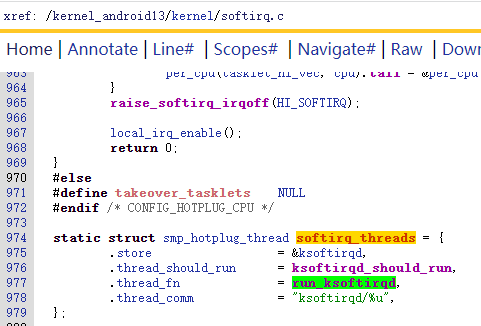 xref: /kernel_android13/kernel/softirq.c
Home | Annotate | Line# | Scopes# | Navigate# | Raw | Down
963 per_cpu(tasklet_hi_vec, cpu).tail = &per_cpu
964 }
965 raise_softirq_irqoff(HI_SOFTIRQ);
966
967 local_irq_enable();
968 return 0;
969 }
970 #else
971 #define takeover_tasklets NULL
972 #endif /* CONFIG_HOTPLUG_CPU */
973
974 static struct smp_hotplug_thread softirq_threads = {
975 .store = &ksoftirqd,
976 .thread_should_run = ksoftirqd_should_run,
977 .thread_fn = run_ksoftirqd,
978 .thread_comm = "ksoftirqd/%u",
979 };